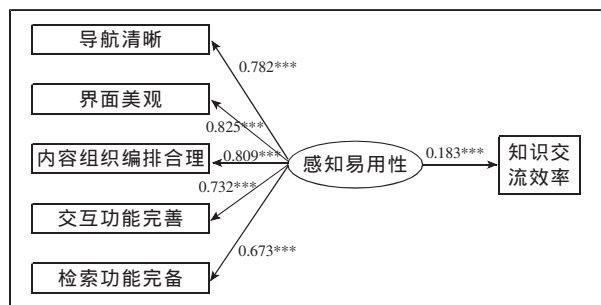 导航清晰
0.782***
界面美观
0.825***
内容组织编排合理
0.809***
感知易用性
0.183***
知识交
流效率
0.732***
交互功能完善
0.673***
检索功能完备